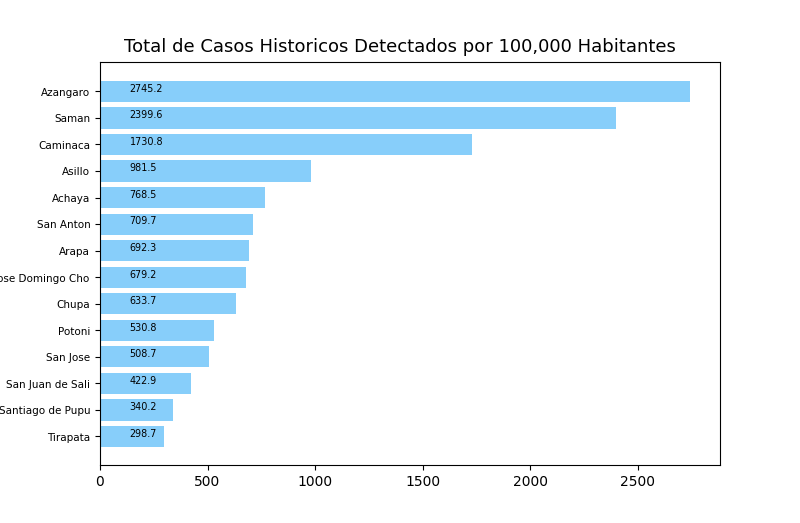 Total de Casos Historicos Detectados por 100,000 Habitantes
Azangaro 2745.2
Saman 2399.6
Caminaca 1730.8
Asillo 981.5
Achaya 768.5
San Anton 709.7
Arapa 692.3
ose Domingo Cho 679.2
Chupa 633.7
Potoni 530.8
San Jose 508.7
San Juan de Sali 422.9
Santiago de Pupu 340.2
Tirapata 298.7
0 500 1000 1500 2000 2500